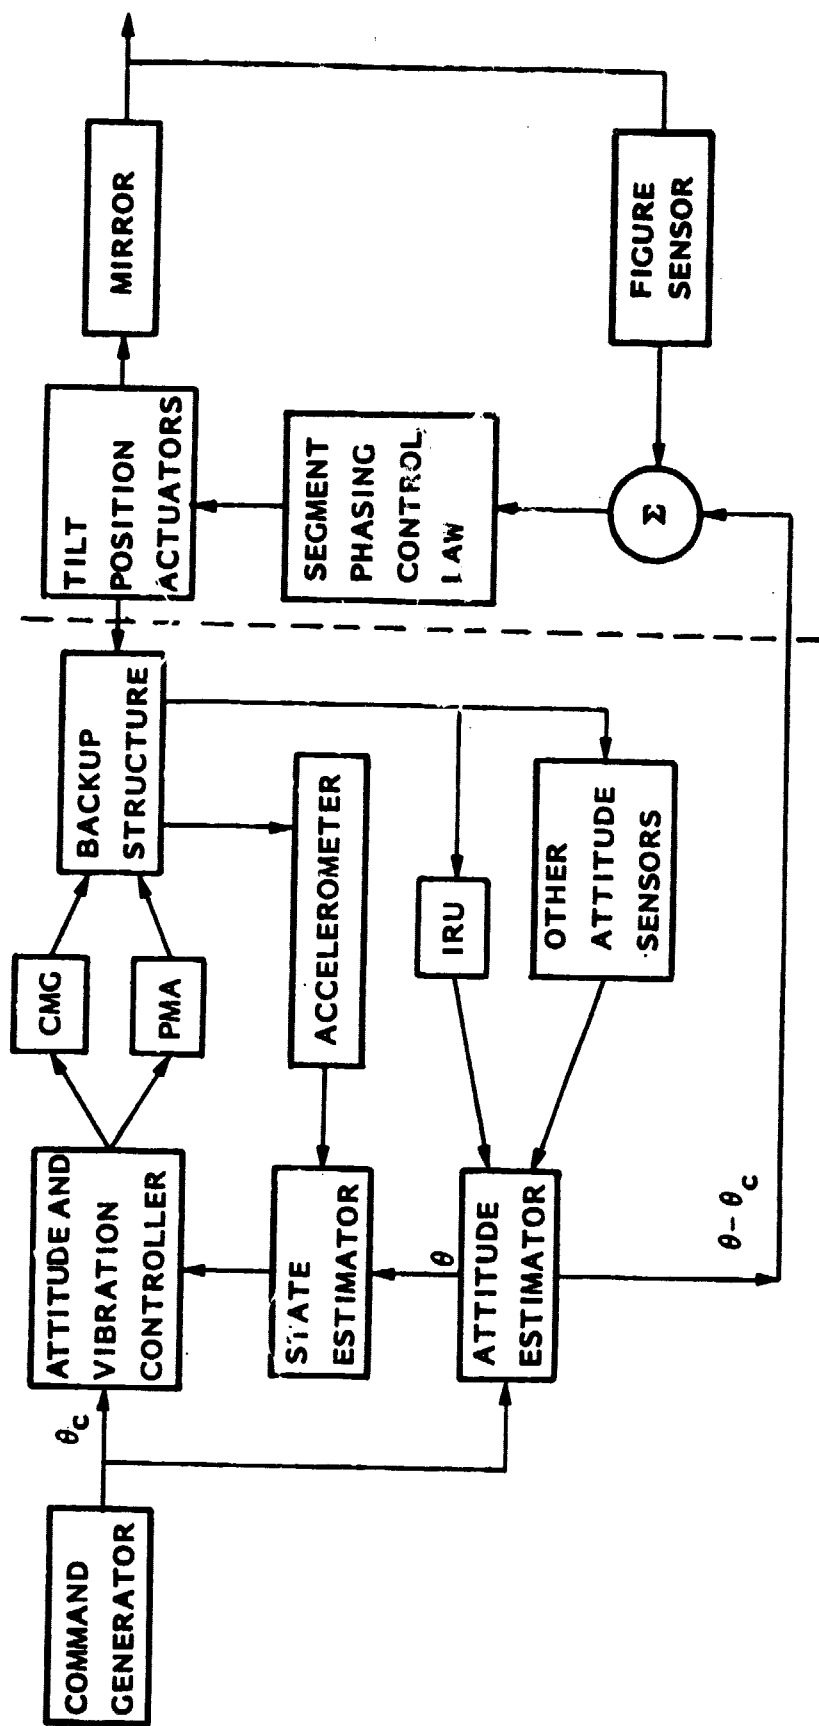 COMMAND
GENERATOR
θc
ATTITUDE AND
VIBRATION
CONTROLLER
CMG
PMA
BACKUP
STRUCTURE
TILT
POSITION
ACTUATORS
MIRROR
STATE
ESTIMATOR
ACCELEROMETER
SEGMENT
PHASING
CONTROL
LAW
θ
ATTITUDE
ESTIMATOR
IRU
OTHER
ATTITUDE
SENSORS
Σ
FIGURE
SENSOR
θ - θc